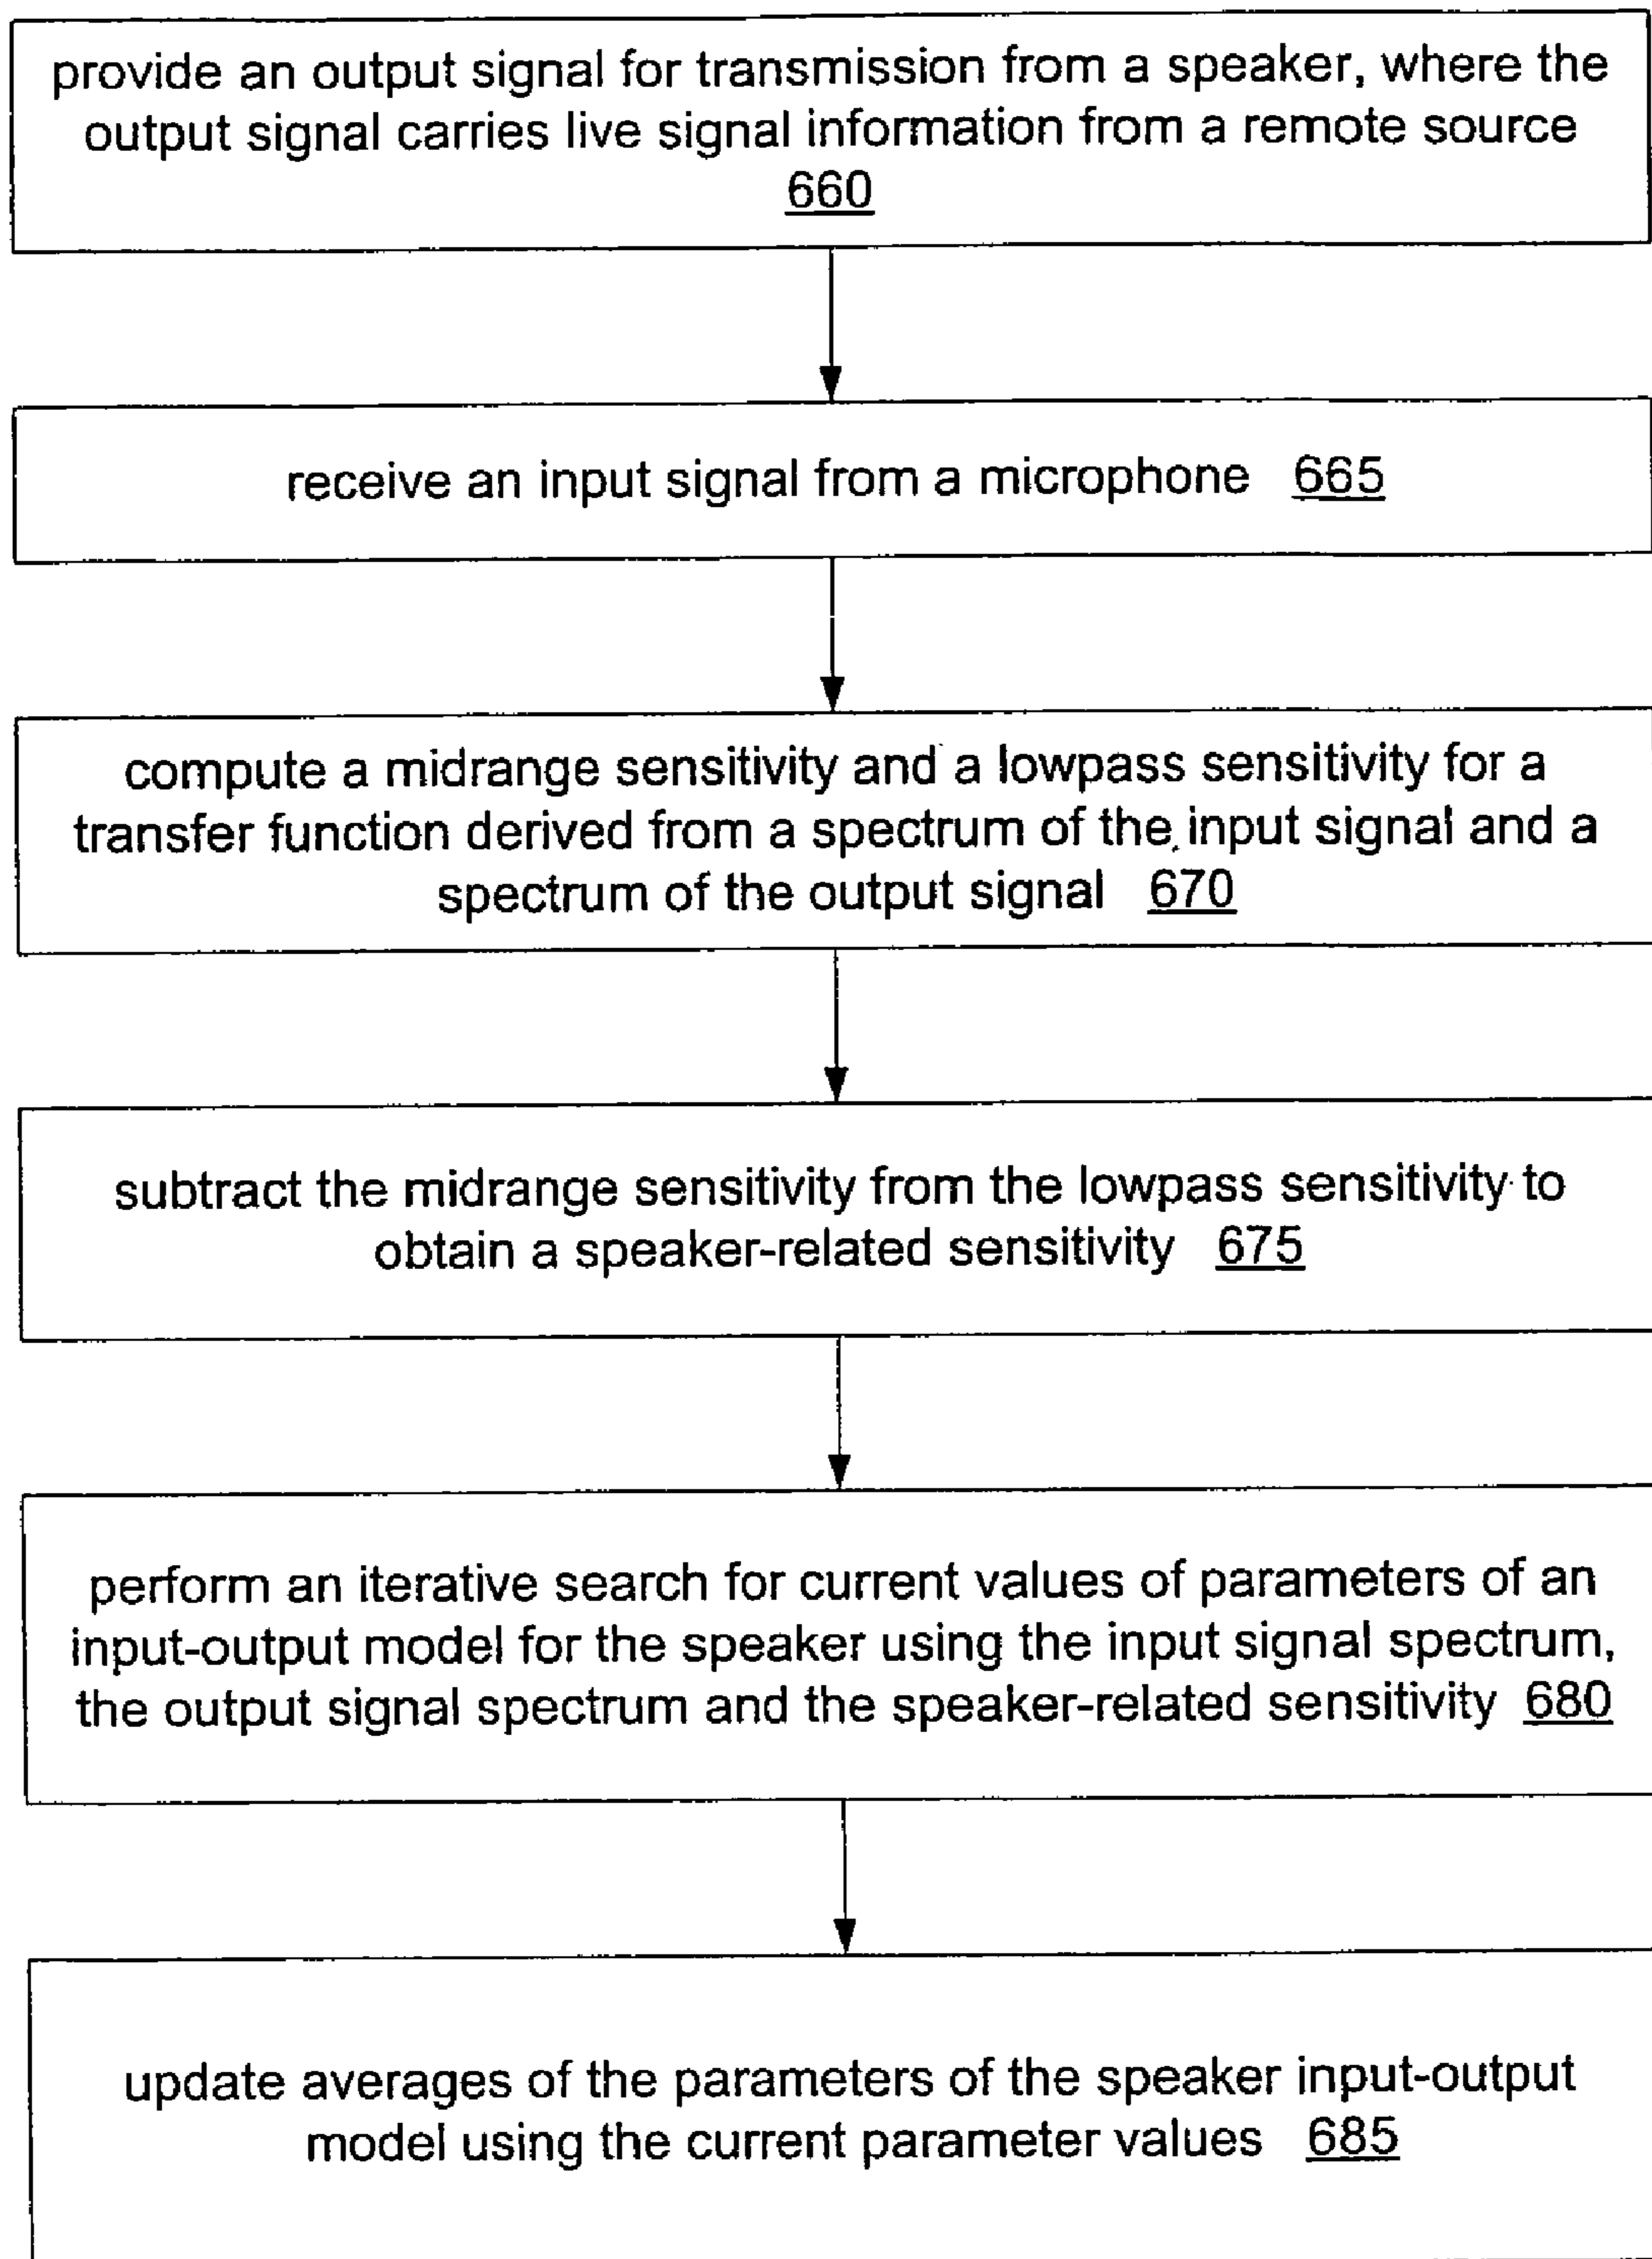 provide an output signal for transmission from a speaker, where the
output signal carries live signal information from a remote source
660
receive an input signal from a microphone 665
compute a midrange sensitivity and a lowpass sensitivity for a
transfer function derived from a spectrum of the input signal and a
spectrum of the output signal 670
subtract the midrange sensitivity from the lowpass sensitivity to
obtain a speaker-related sensitivity 675
perform an iterative search for current values of parameters of an
input-output model for the speaker using the input signal spectrum,
the output signal spectrum and the speaker-related sensitivity 680
update averages of the parameters of the speaker input-output
model using the current parameter values 685